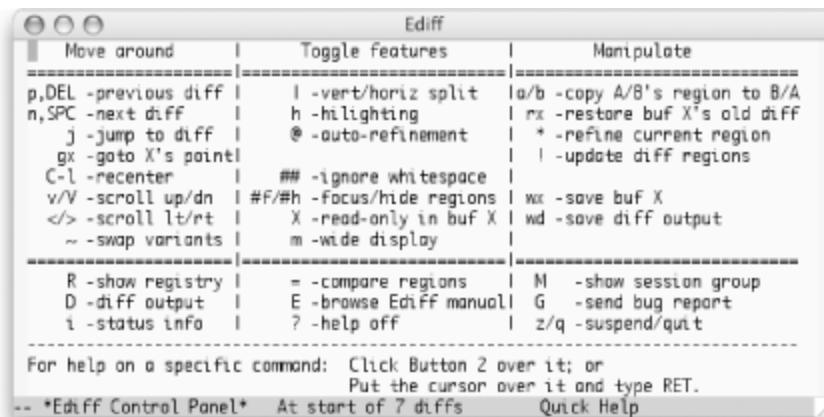 Ediff
Move around | Toggle features | Manipulate
=====================|===========================|=============================
p,DEL -previous diff | | -vert/horiz split |a/b -copy A/B's region to B/A
n,SPC -next diff | h -hilighting | rx -restore buf X's old diff
j -jump to diff | @ -auto-refinement | * -refine current region
gx -goto X's point| | ! -update diff regions
C-l -recenter | ## -ignore whitespace |
v/V -scroll up/dn | #f/#h -focus/hide regions | wx -save buf X
</> -scroll lt/rt | X -read-only in buf X | wd -save diff output
~ -swap variants | m -wide display |
=====================|===========================|=============================
R -show registry | = -compare regions | M -show session group
D -diff output | E -browse Ediff manual| G -send bug report
i -status info | ? -help off | z/q -suspend/quit
-------------------------------------------------------------------------------
For help on a specific command: Click Button 2 over it; or
Put the cursor over it and type RET.
-- *Ediff Control Panel* At start of 7 diffs Quick Help